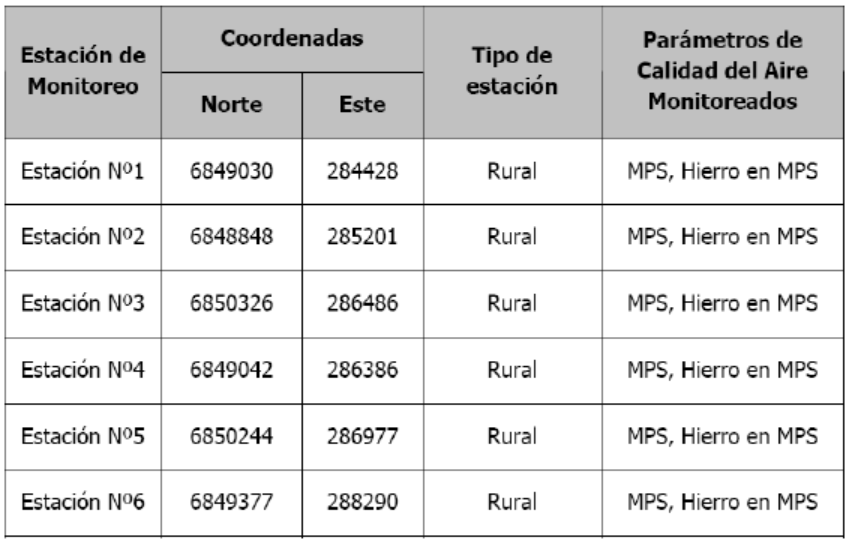 Estación de Monitoreo | Coordenadas | Tipo de estación | Parámetros de Calidad del Aire Monitoreados
Norte | Este
Estación Nº1 | 6849030 | 284428 | Rural | MPS, Hierro en MPS
Estación Nº2 | 6848848 | 285201 | Rural | MPS, Hierro en MPS
Estación Nº3 | 6850326 | 286486 | Rural | MPS, Hierro en MPS
Estación Nº4 | 6849042 | 286386 | Rural | MPS, Hierro en MPS
Estación Nº5 | 6850244 | 286977 | Rural | MPS, Hierro en MPS
Estación Nº6 | 6849377 | 288290 | Rural | MPS, Hierro en MPS